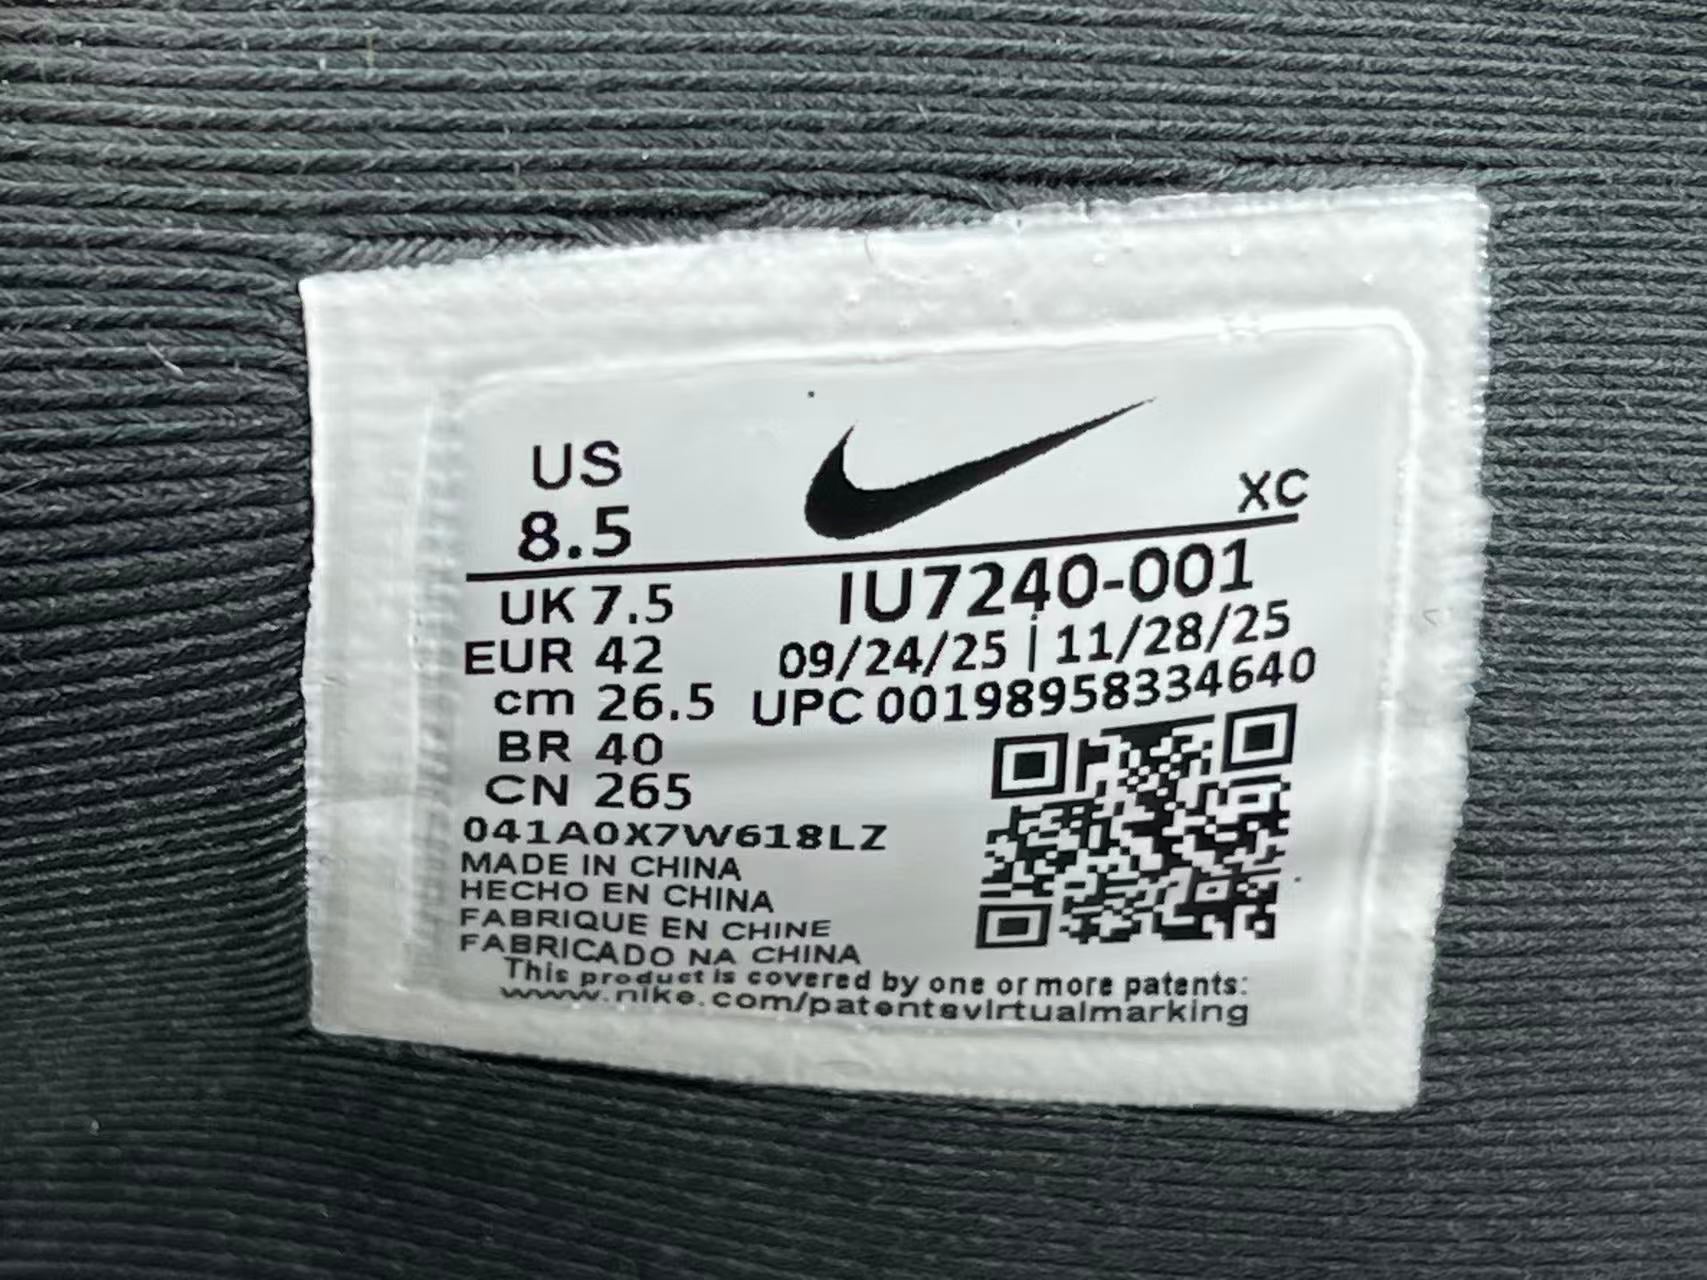 US
8.5
XC
UK 7.5
IU7240-001
EUR 42
09/24/25 | 11/28/25
cm 26.5
UPC 00198958334640
BR 40
CN 265
041A0X7W618LZ
MADE IN CHINA
HECHO EN CHINA
FABRIQUE EN CHINE
FABRICADO NA CHINA
This product is covered by one or more patents:
www.nike.com/patentsvirtualmarking